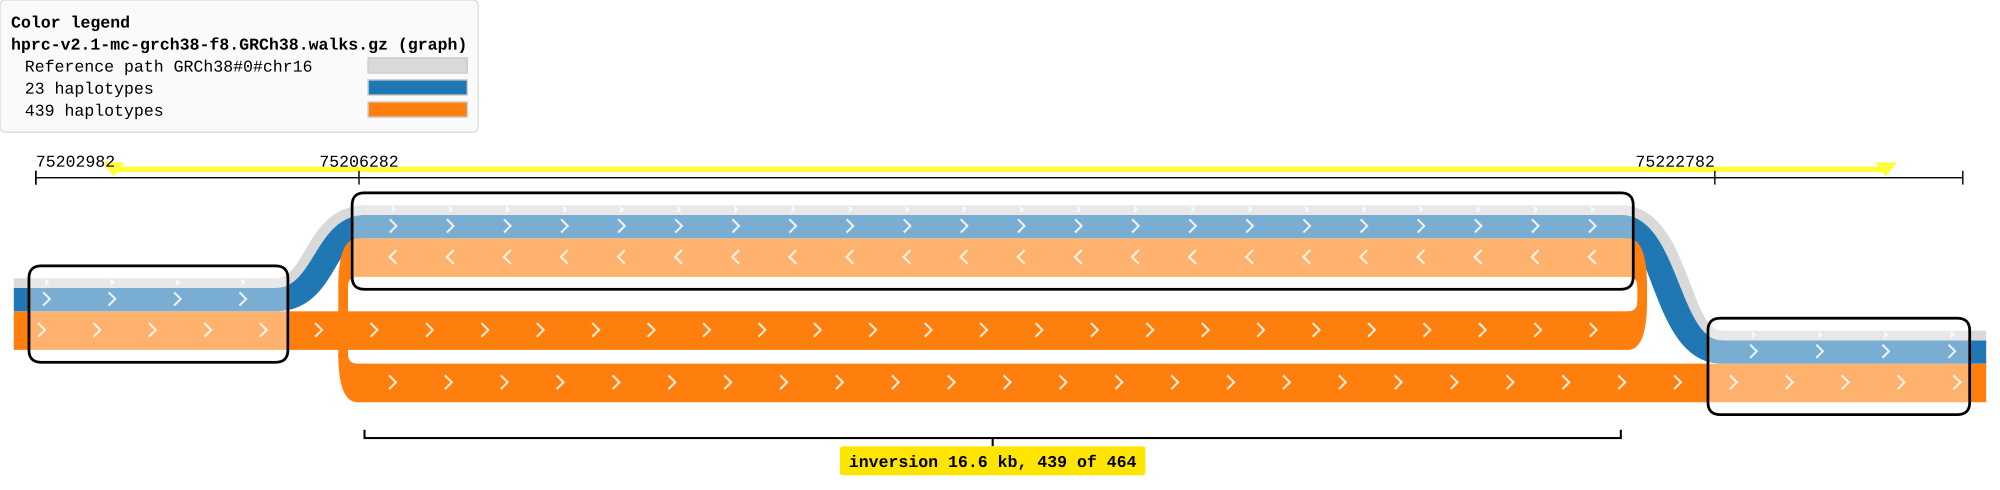 Color legend
hprc-v2.1-mc-grch38-f8.GRCh38.walks.gz (graph)
Reference path GRCh38#0#chr16
23 haplotypes
439 haplotypes
75202982 75206282 75222782
inversion 16.6 kb, 439 of 464